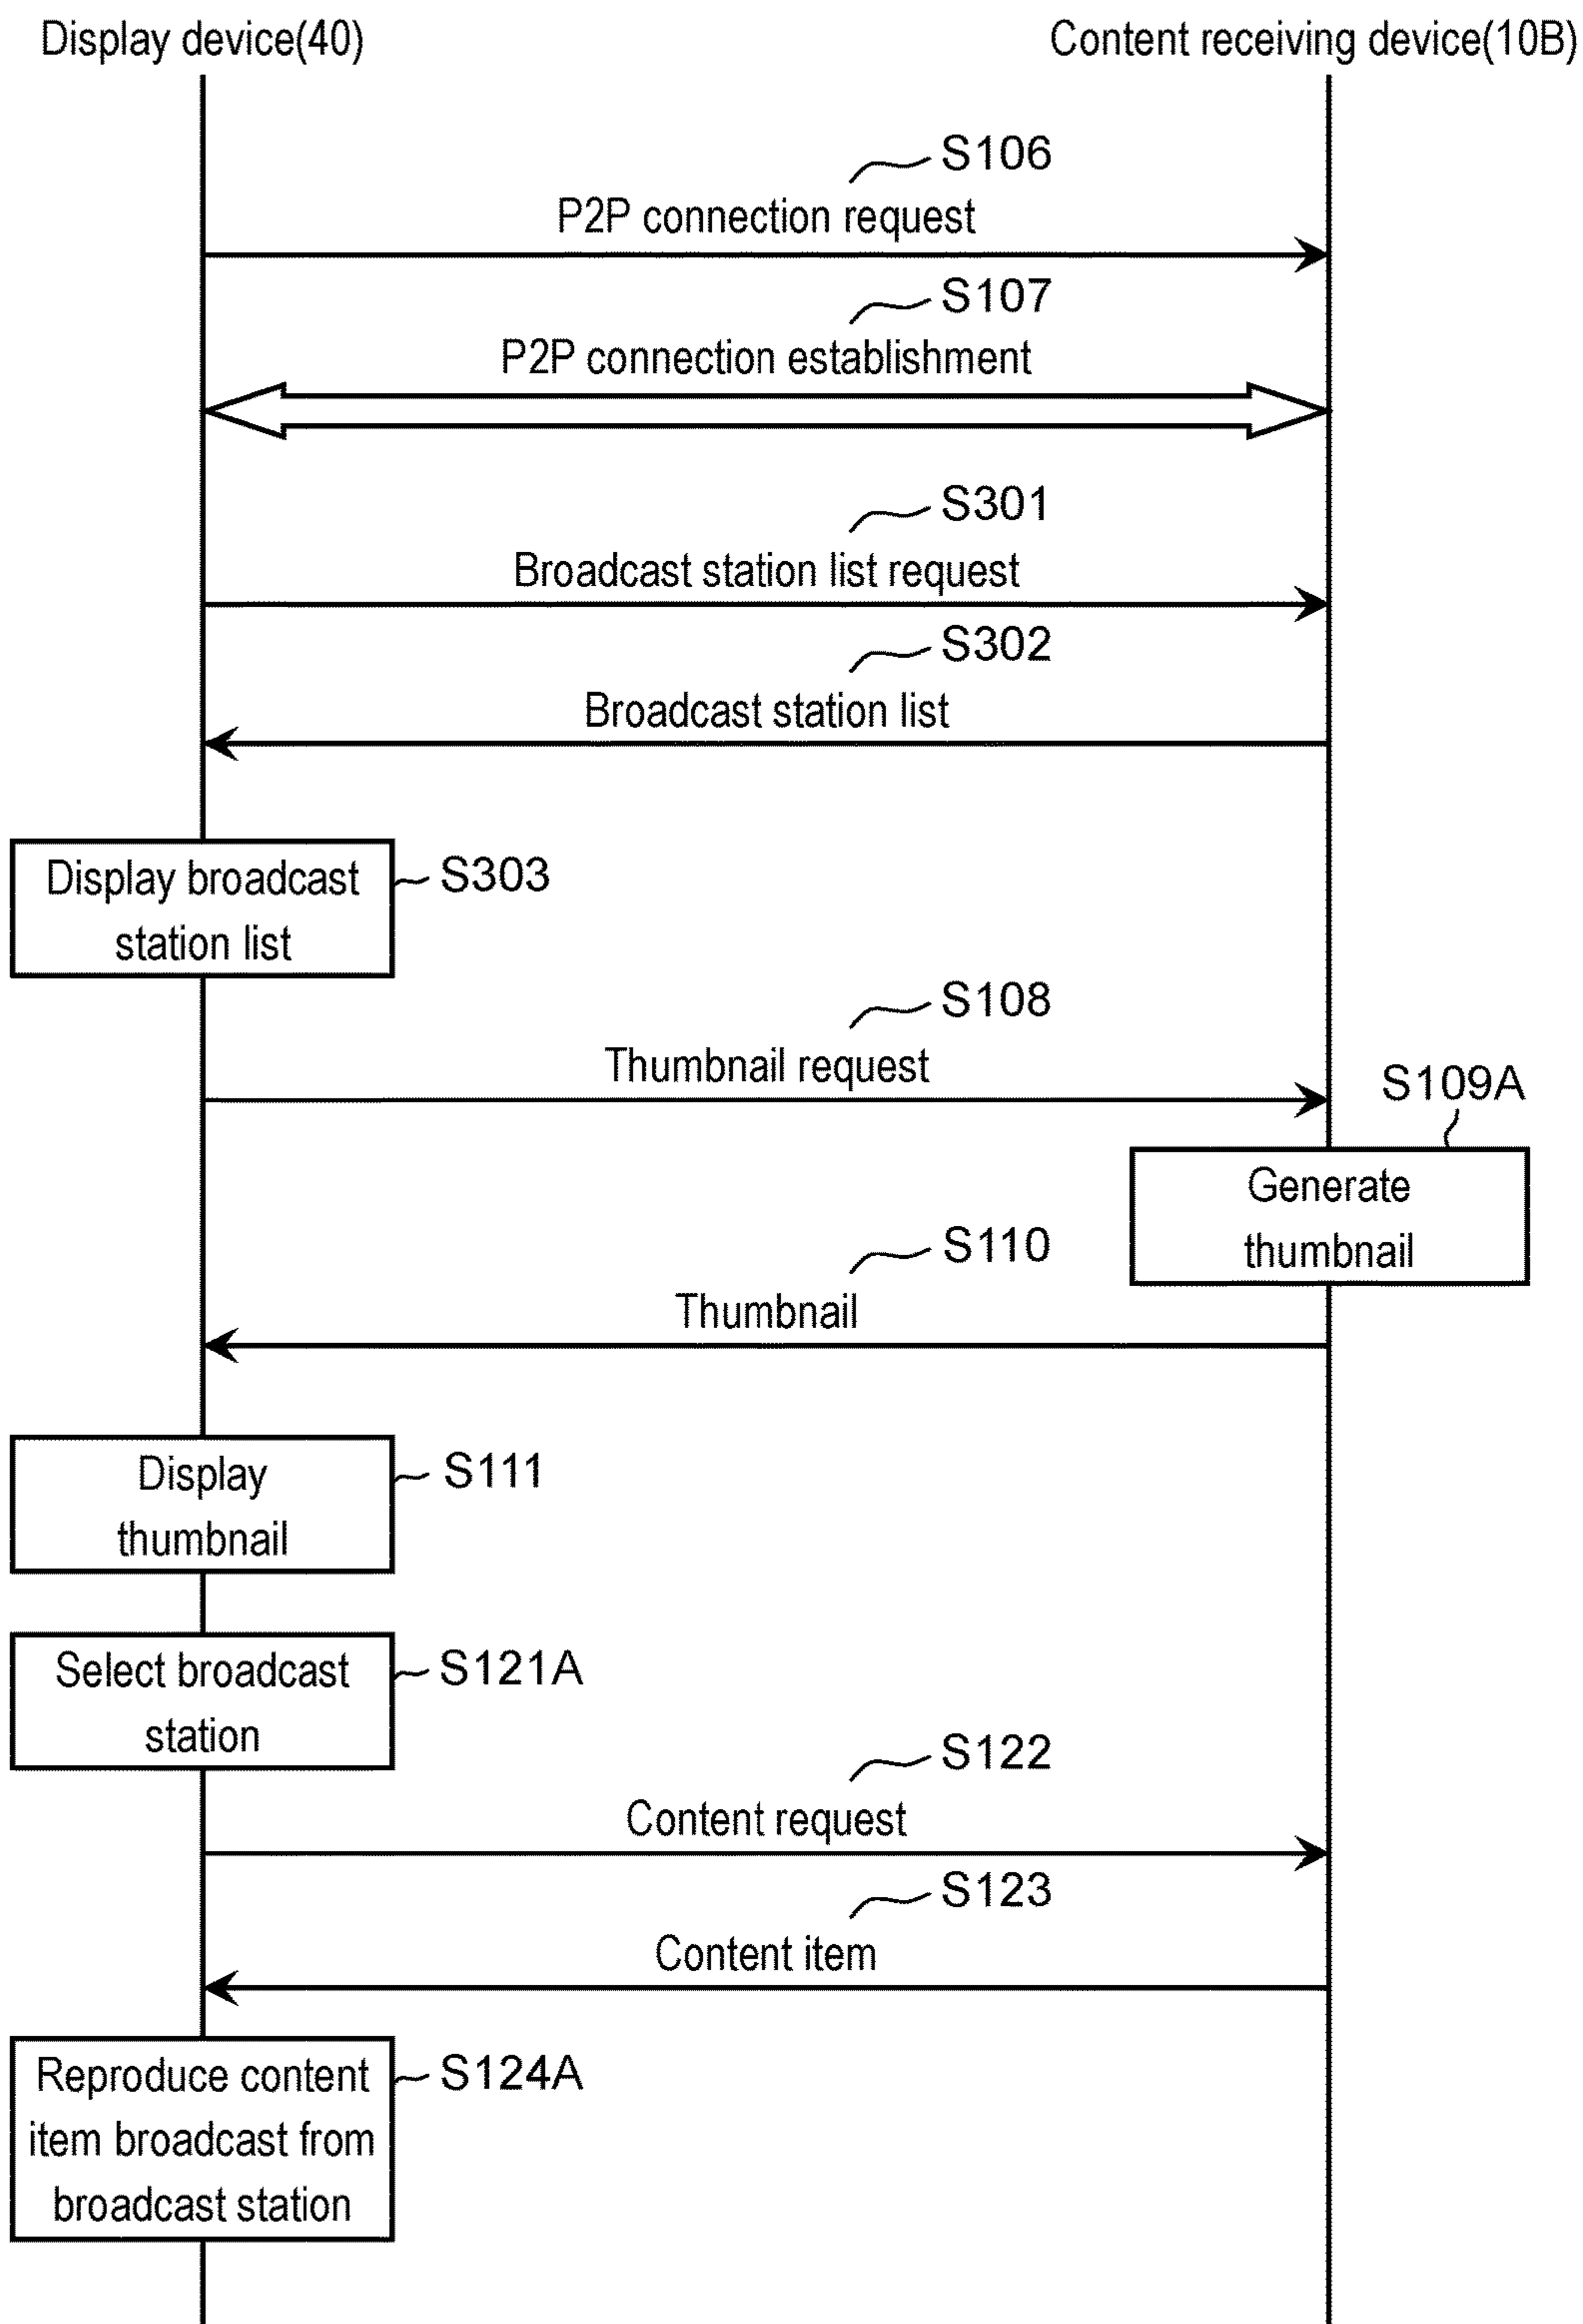 Display device(40)
Content receiving device(10B)
S106
P2P connection request
S107
P2P connection establishment
S301
Broadcast station list request
S302
Broadcast station list
Display broadcast
station list
S303
S108
Thumbnail request
S109A
Generate
thumbnail
S110
Thumbnail
Display
thumbnail
S111
Select broadcast
station
S121A
S122
Content request
S123
Content item
Reproduce content
item broadcast from
broadcast station
S124A